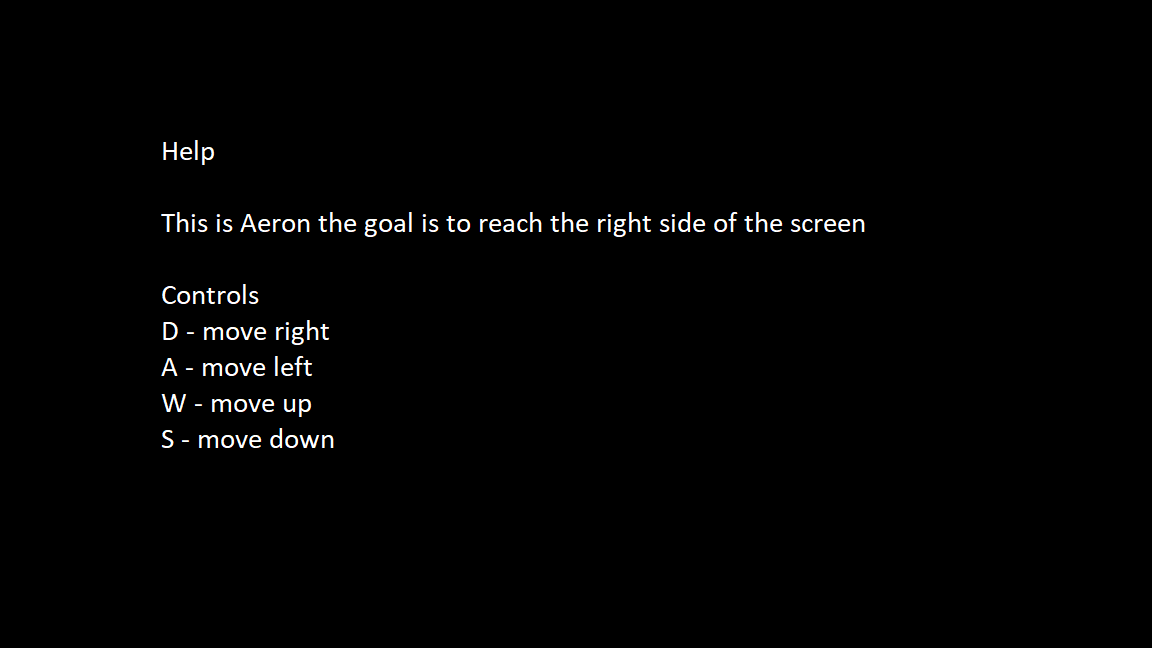 Help
This is Aeron the goal is to reach the right side of the screen
Controls
D - move right
A - move left
W - move up
S - move down